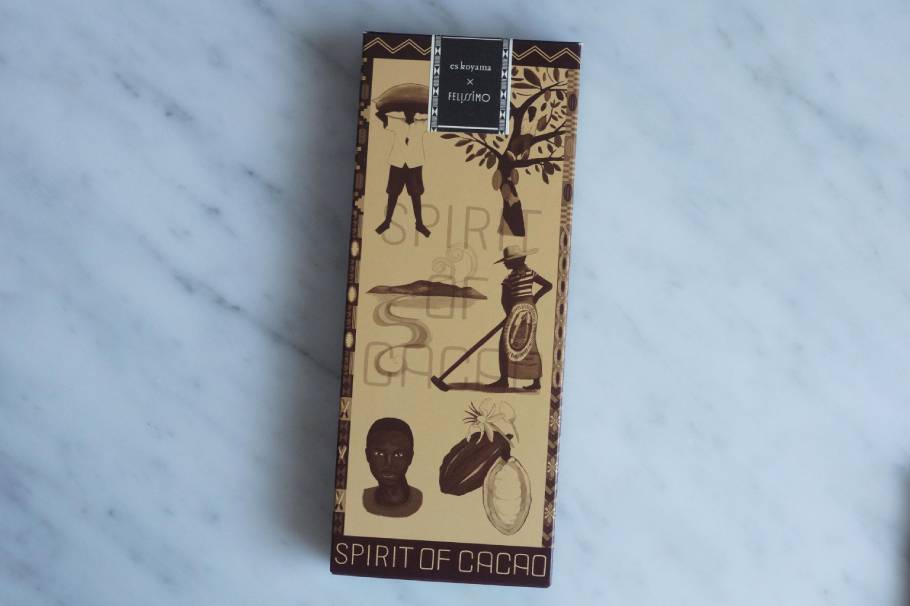 es koyama
×
FELISSIMO
SPIRIT
OF
CACAO
SPIRIT OF CACAO